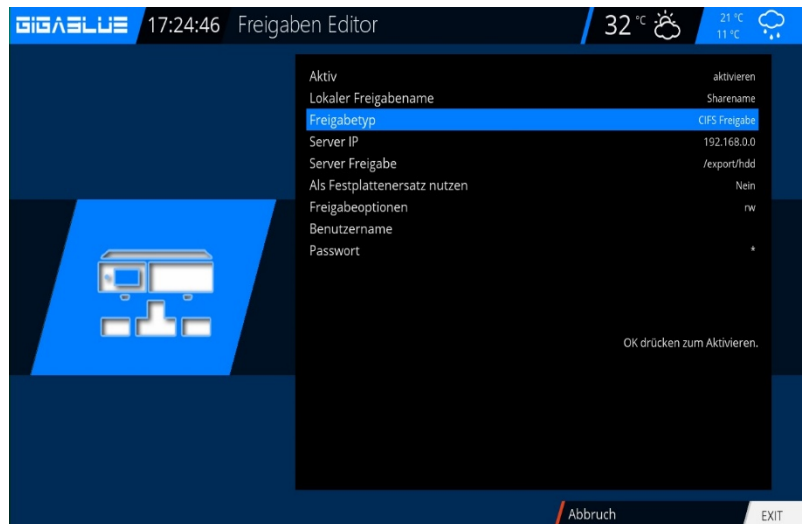 GIGABLUE 17:24:46 Freigaben Editor 32 °C 21 °C
11 °C
Aktiv aktivieren
Lokaler Freigabename Sharename
Freigabetyp CIFS Freigabe
Server IP 192.168.0.0
Server Freigabe /export/hdd
Als Festplattenersatz nutzen Nein
Freigabeoptionen rw
Benutzername
Passwort *
OK drücken zum Aktivieren.
Abbruch EXIT